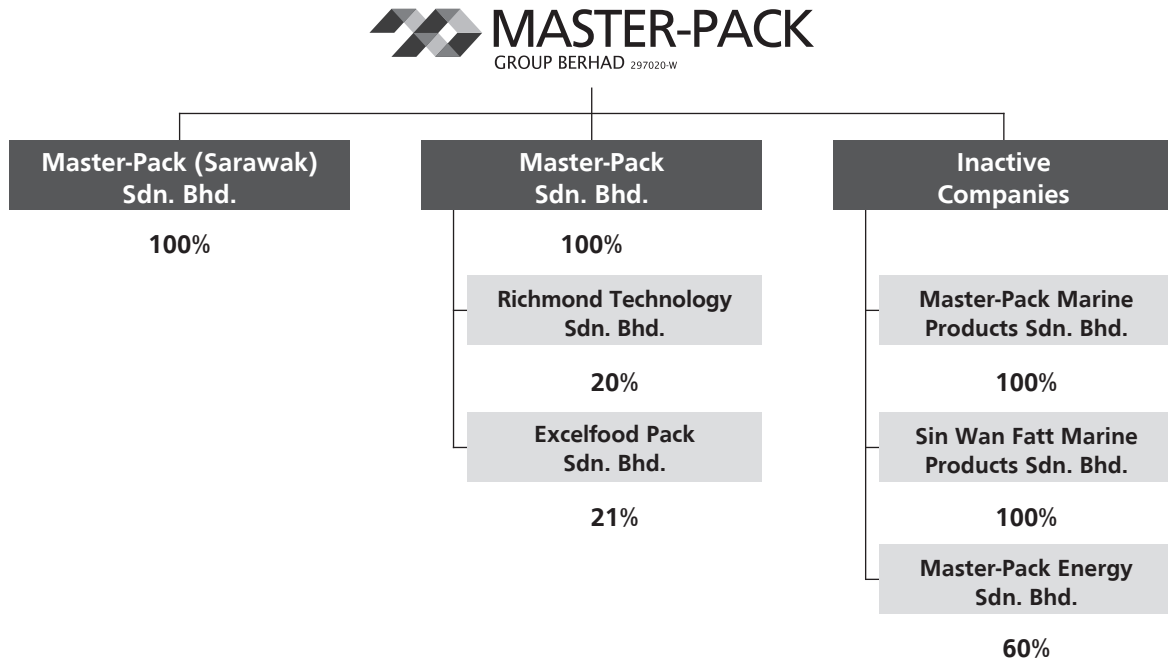 MASTER-PACK
GROUP BERHAD 297020-W
Master-Pack (Sarawak)
Sdn. Bhd.
100%
Master-Pack
Sdn. Bhd.
100%
Richmond Technology
Sdn. Bhd.
20%
Excelfood Pack
Sdn. Bhd.
21%
Inactive
Companies
Master-Pack Marine
Products Sdn. Bhd.
100%
Sin Wan Fatt Marine
Products Sdn. Bhd.
100%
Master-Pack Energy
Sdn. Bhd.
60%